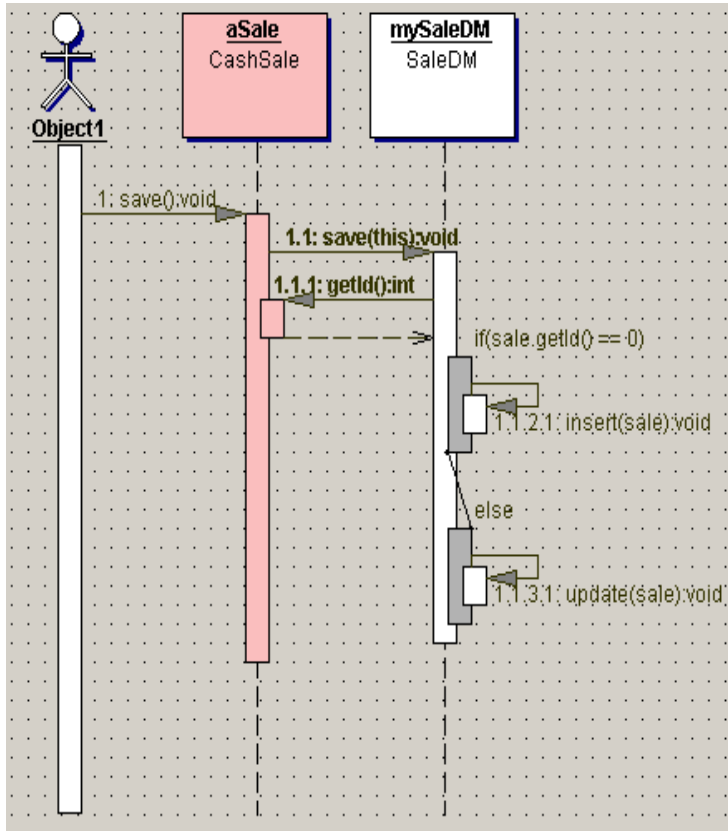 aSale
CashSale
mySaleDM
SaleDM
Object1
1: save():void
1.1: save(this):void
1.1.1: getId():int
if(sale.getId() == 0)
1.1.2.1: insert(sale):void
else
1.1.3.1: update(sale):void